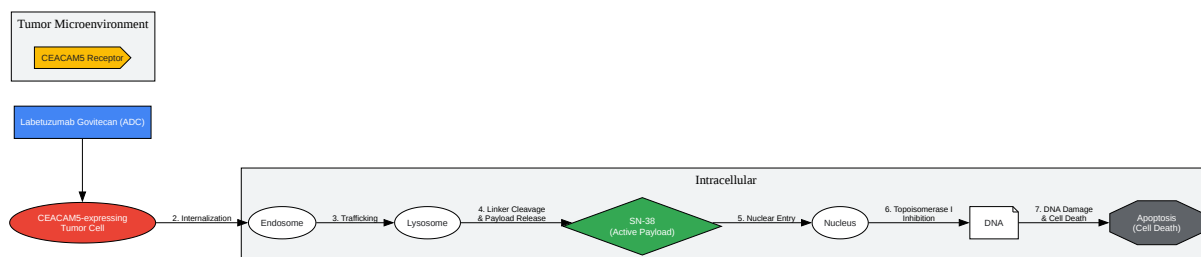 Tumor Microenvironment
CEACAM5 Receptor
Labetuzumab Govitecan (ADC)
Intracellular
CEACAM5-expressing
Tumor Cell
2. Internalization
Endosome
3. Trafficking
Lysosome
4. Linker Cleavage
& Payload Release
SN-38
(Active Payload)
5. Nuclear Entry
Nucleus
6. Topoisomerase I
Inhibition
DNA
7. DNA Damage
& Cell Death
Apoptosis
(Cell Death)